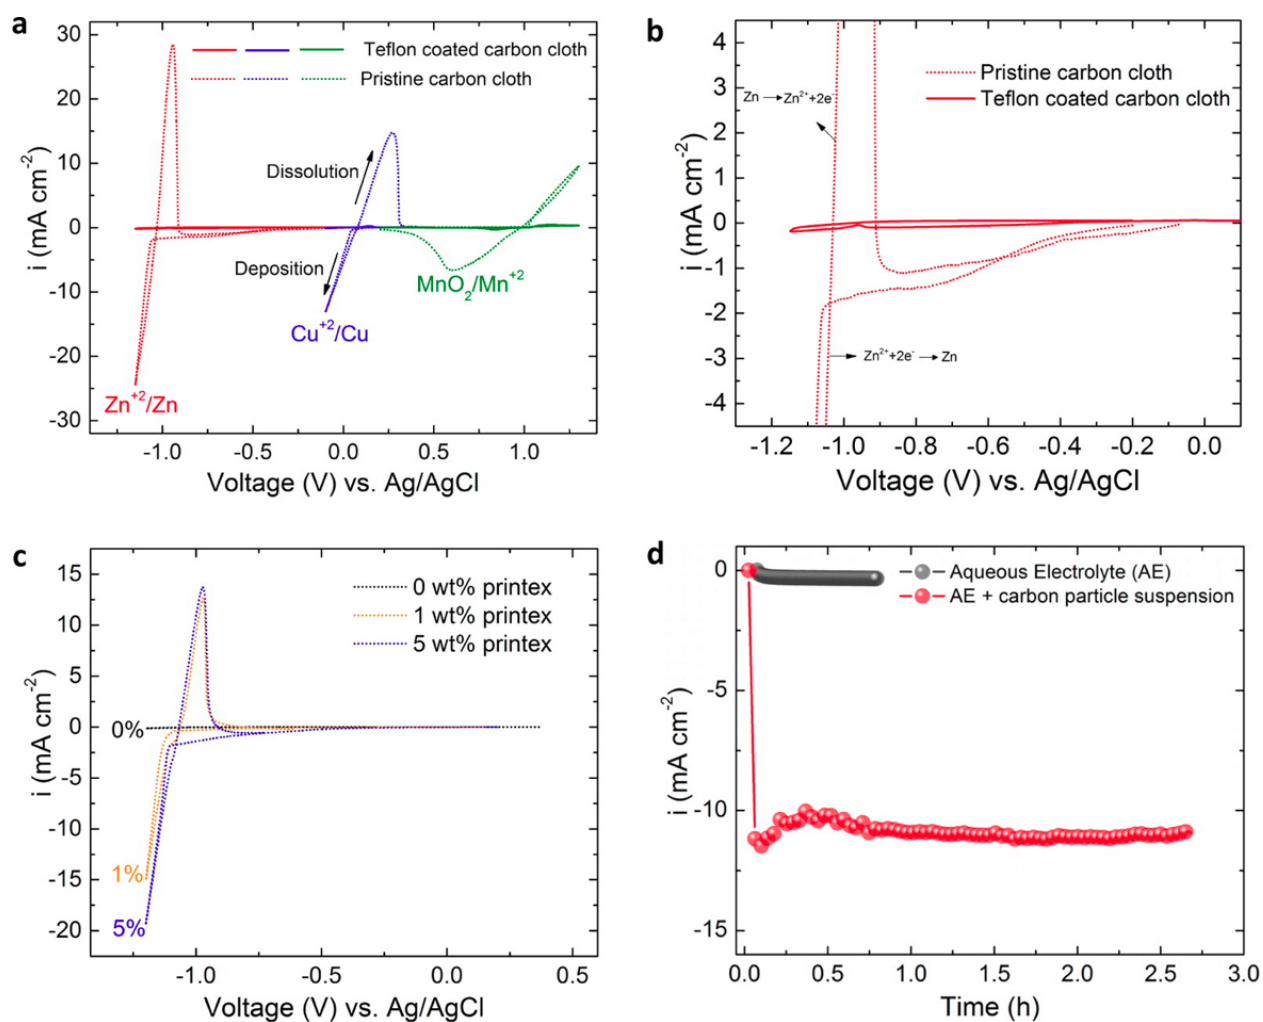 a
30
20
10
0
-10
-20
-30
i (mA cm⁻²)
Teflon coated carbon cloth
Pristine carbon cloth
Dissolution
Deposition
MnO₂/Mn⁺²
Cu⁺²/Cu
Zn⁺²/Zn
-1.0 -0.5 0.0 0.5 1.0
Voltage (V) vs. Ag/AgCl
b
4
3
2
1
0
-1
-2
-3
-4
i (mA cm⁻²)
Pristine carbon cloth
Teflon coated carbon cloth
Zn → Zn²⁺+2e⁻
Zn²⁺+2e⁻ → Zn
-1.2 -1.0 -0.8 -0.6 -0.4 -0.2 0.0
Voltage (V) vs. Ag/AgCl
c
15
10
5
0
-5
-10
-15
-20
i (mA cm⁻²)
0 wt% printex
1 wt% printex
5 wt% printex
0%
1%
5%
-1.0 -0.5 0.0 0.5
Voltage (V) vs. Ag/AgCl
d
0
-5
-10
-15
i (mA cm⁻²)
Aqueous Electrolyte (AE)
AE + carbon particle suspension
0.0 0.5 1.0 1.5 2.0 2.5 3.0
Time (h)